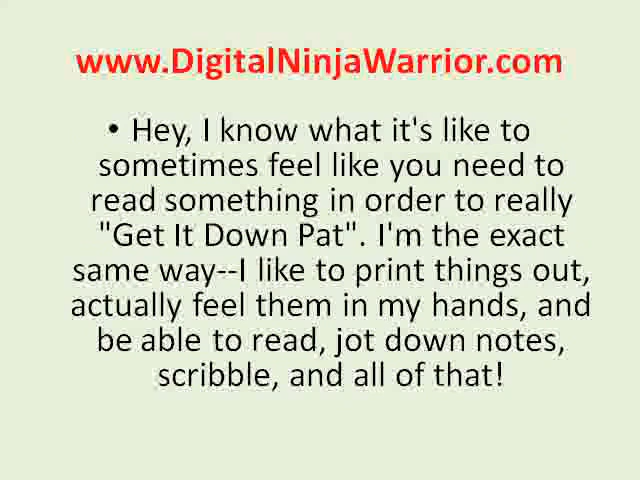 www.DigitalNinjaWarrior.com
• Hey, I know what it's like to
sometimes feel like you need to
read something in order to really
"Get It Down Pat". I'm the exact
same way--I like to print things out,
actually feel them in my hands, and
be able to read, jot down notes,
scribble, and all of that!